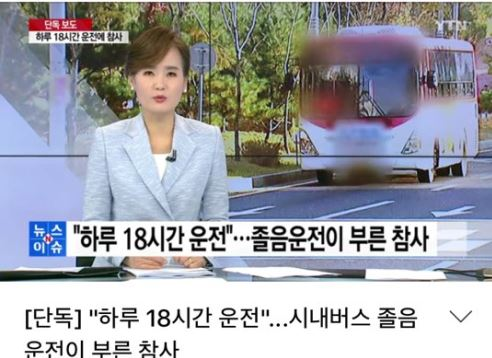 단독 보도
하루 18시간 운전에 참사
YTN
뉴스
N
이슈
"하루 18시간 운전"···졸음운전이 부른 참사
[단독] "하루 18시간 운전"...시내버스 졸음
운전이 부른 참사